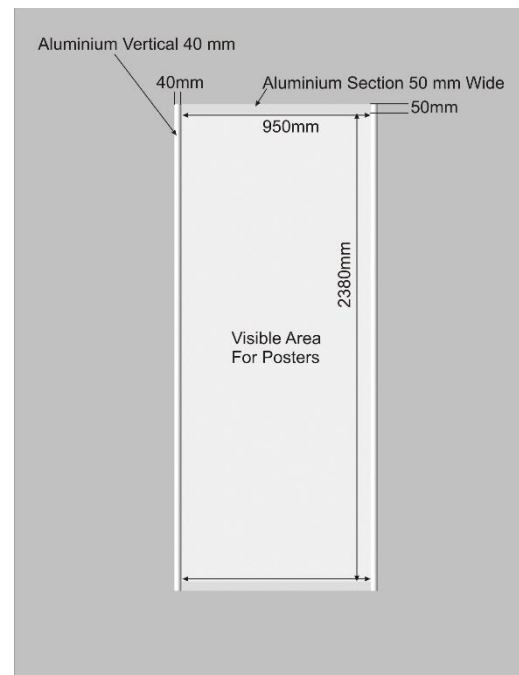 Aluminium Vertical 40 mm
40mm
Aluminium Section 50 mm Wide
50mm
950mm
2380mm
Visible Area
For Posters